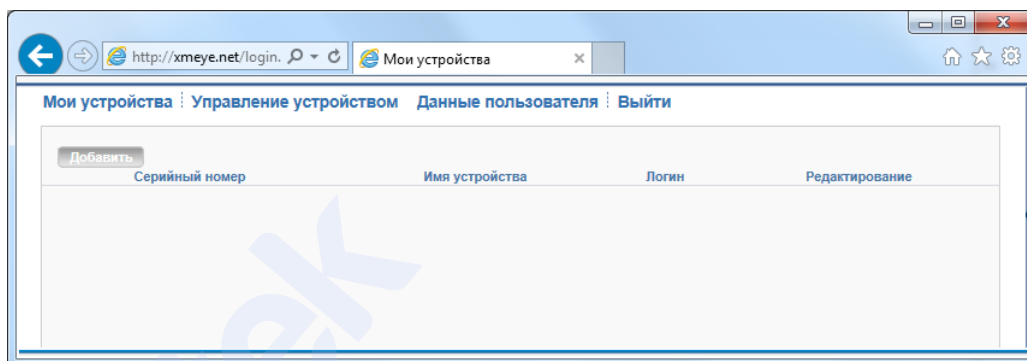 http://xmeye.net/login. Мои устройства
Мои устройства Управление устройством Данные пользователя Выйти
Добавить
Серийный номер Имя устройства Логин Редактирование
ek